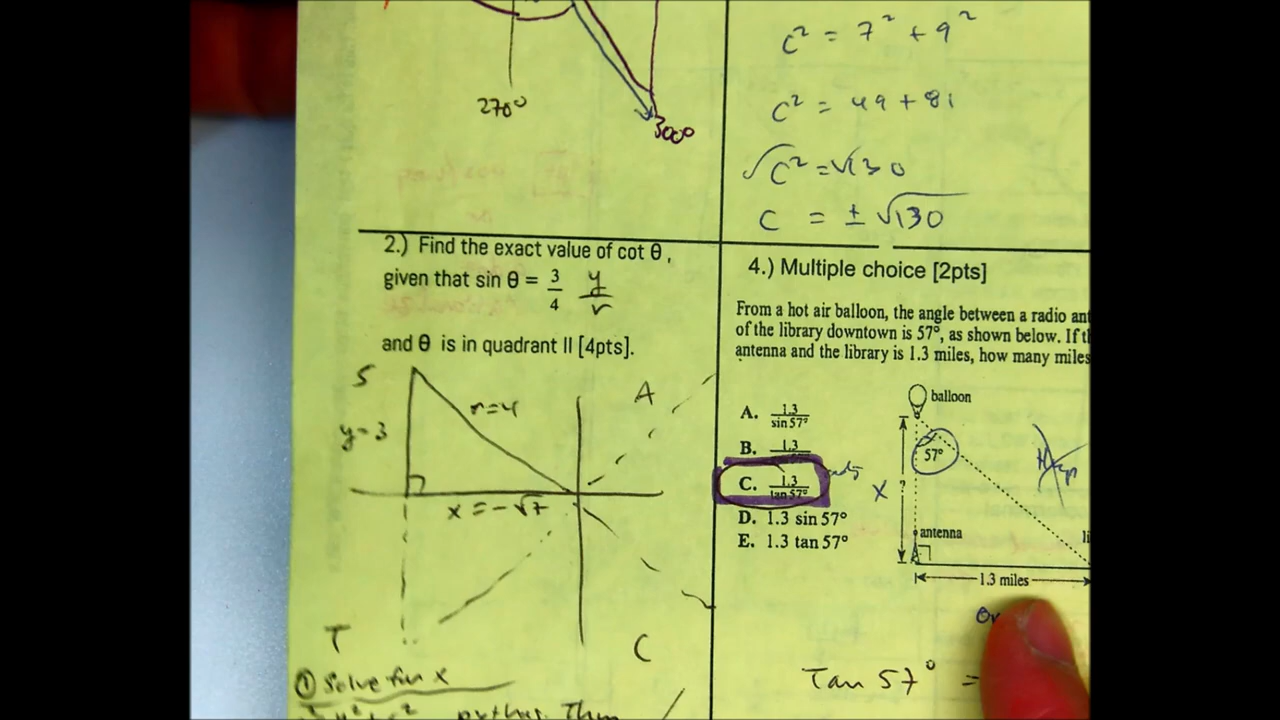 270°
300°
c² = 7² + 9²
c² = 49 + 81
√c² = √130
c = ± √130
2.) Find the exact value of cot θ,
given that sin θ = 3/4 y/r
and θ is in quadrant II [4pts].
S
A
r=4
y=3
x = -√7
T
C
① Solve for x
pythag. Thm
4.) Multiple choice [2pts]
From a hot air balloon, the angle between a radio ant
of the library downtown is 57°, as shown below. If th
antenna and the library is 1.3 miles, how many miles
A. 1.3/sin 57°
B. 1.3
C. 1.3/tan 57°
D. 1.3 sin 57°
E. 1.3 tan 57°
balloon
57°
Hyp
X
?
antenna
li
1.3 miles
Tan 57° =